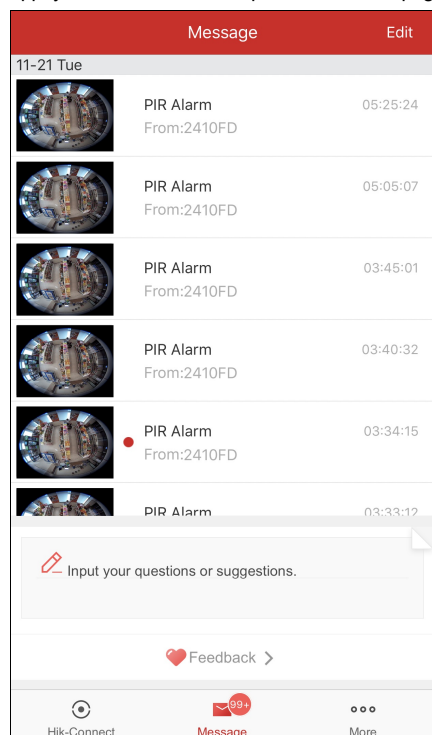 Message
Edit
11-21 Tue
PIR Alarm
05:25:24
From:2410FD
PIR Alarm
05:05:07
From:2410FD
PIR Alarm
03:45:01
From:2410FD
PIR Alarm
03:40:32
From:2410FD
PIR Alarm
03:34:15
From:2410FD
PIR Alarm
03:33:12
Input your questions or suggestions.
Feedback
99+
Hik-Connect
Message
More